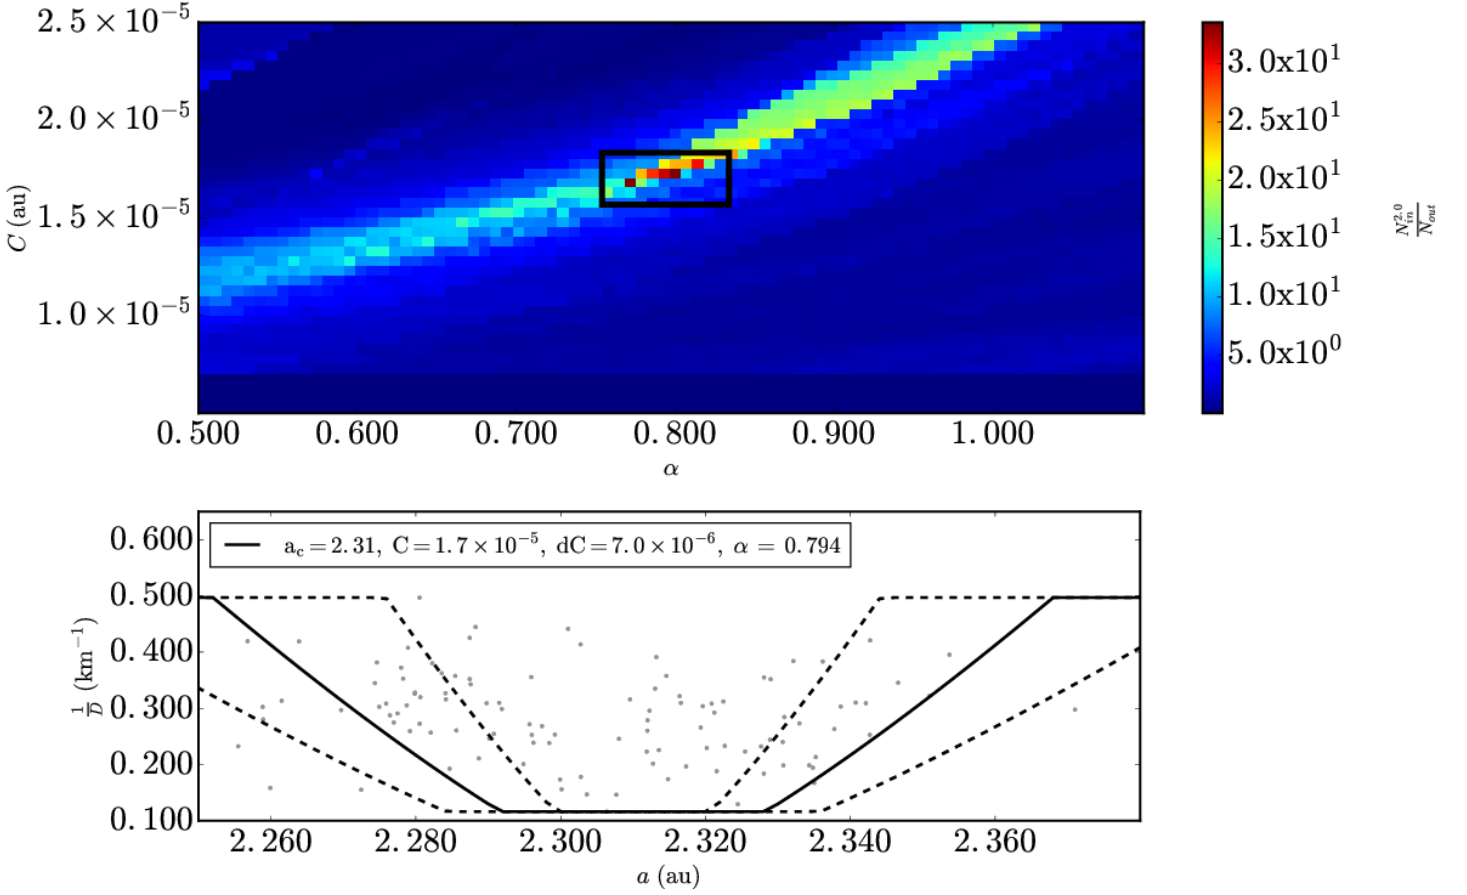 2.5 × 10⁻⁵
2.0 × 10⁻⁵
1.5 × 10⁻⁵
1.0 × 10⁻⁵
C (au)
0.500 0.600 0.700 0.800 0.900 1.000
α
3.0x10¹
2.5x10¹
2.0x10¹
1.5x10¹
1.0x10¹
5.0x10⁰
N_in^2.0 / N_out
a_c = 2.31, C = 1.7 × 10⁻⁵, dC = 7.0 × 10⁻⁶, α = 0.794
0.600
0.500
0.400
0.300
0.200
0.100
1/D (km⁻¹)
2.260 2.280 2.300 2.320 2.340 2.360
a (au)